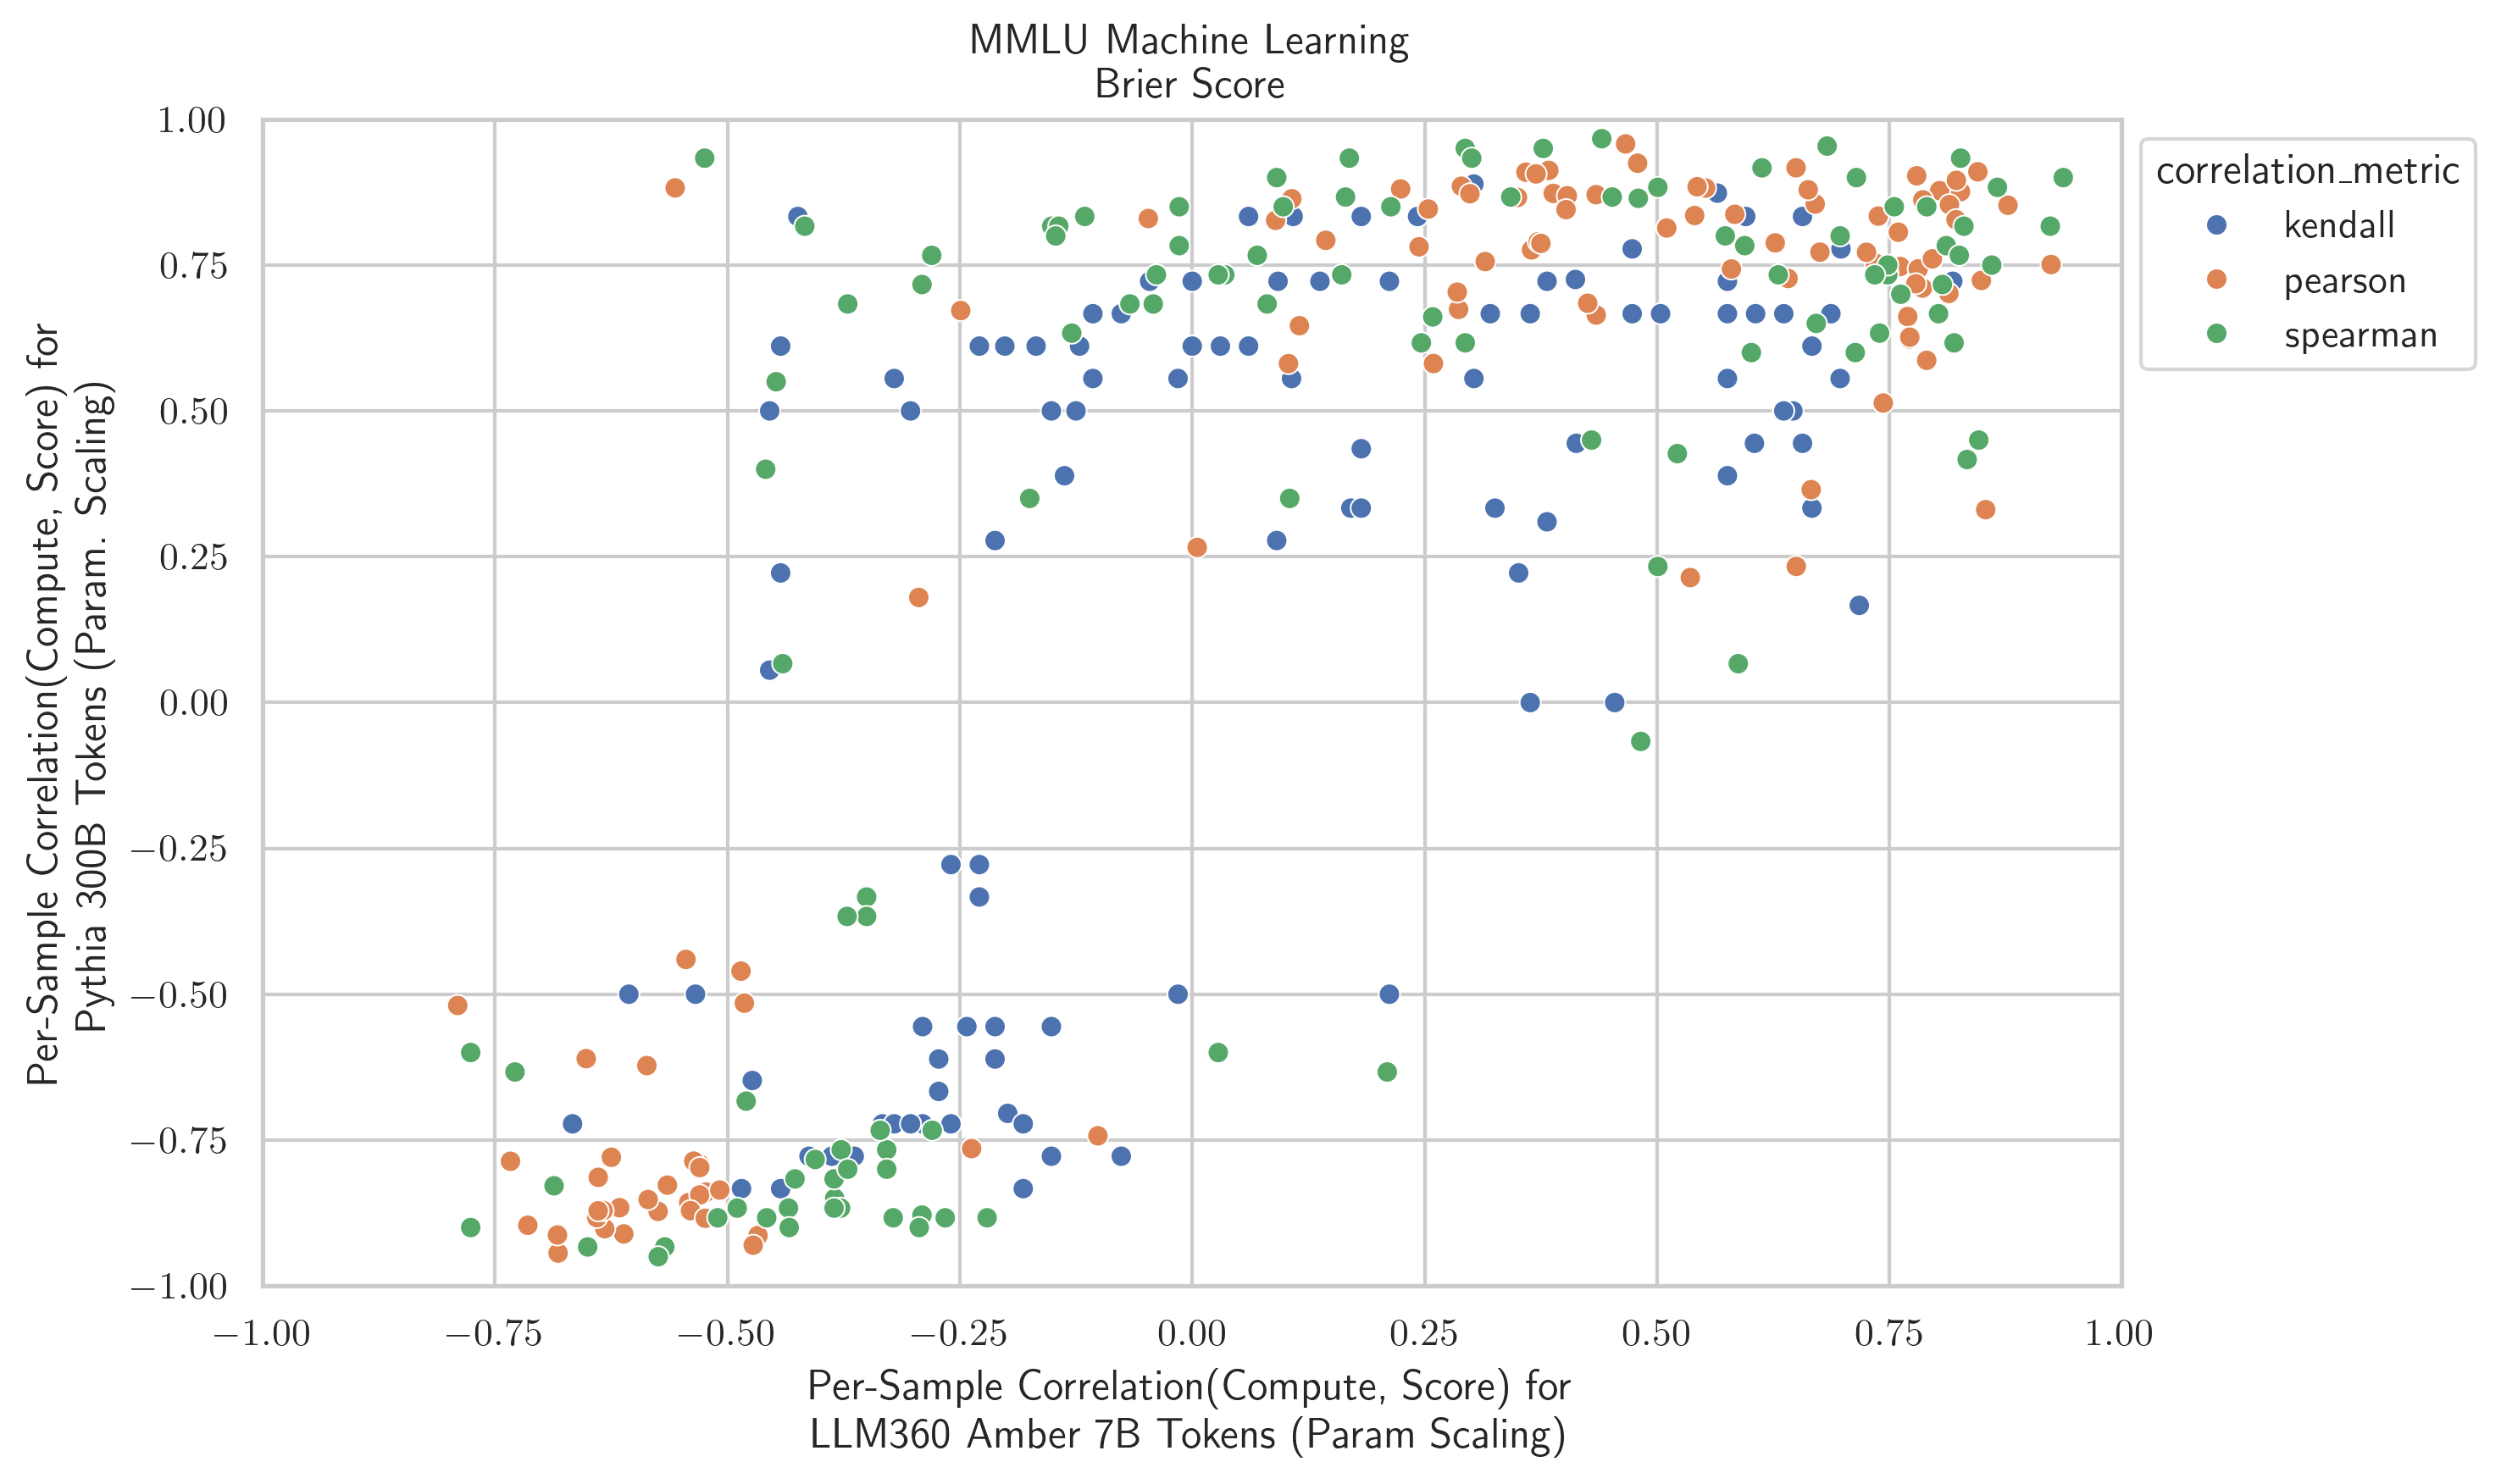 MMLU Machine Learning
Brier Score
correlation_metric
kendall
pearson
spearman
Per-Sample Correlation(Compute, Score) for
Pythia 300B Tokens (Param. Scaling)
1.00
0.75
0.50
0.25
0.00
−0.25
−0.50
−0.75
−1.00
−1.00 −0.75 −0.50 −0.25 0.00 0.25 0.50 0.75 1.00
Per-Sample Correlation(Compute, Score) for
LLM360 Amber 7B Tokens (Param Scaling)